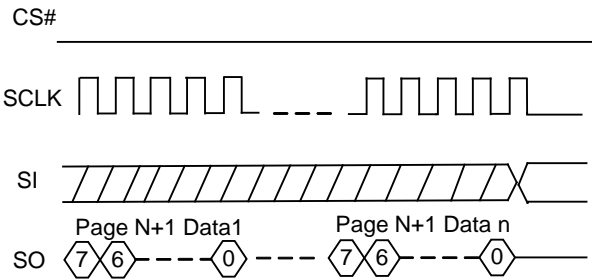 CS#
SCLK
SI
Page N+1 Data1 Page N+1 Data n
SO 7 6 0 7 6 0